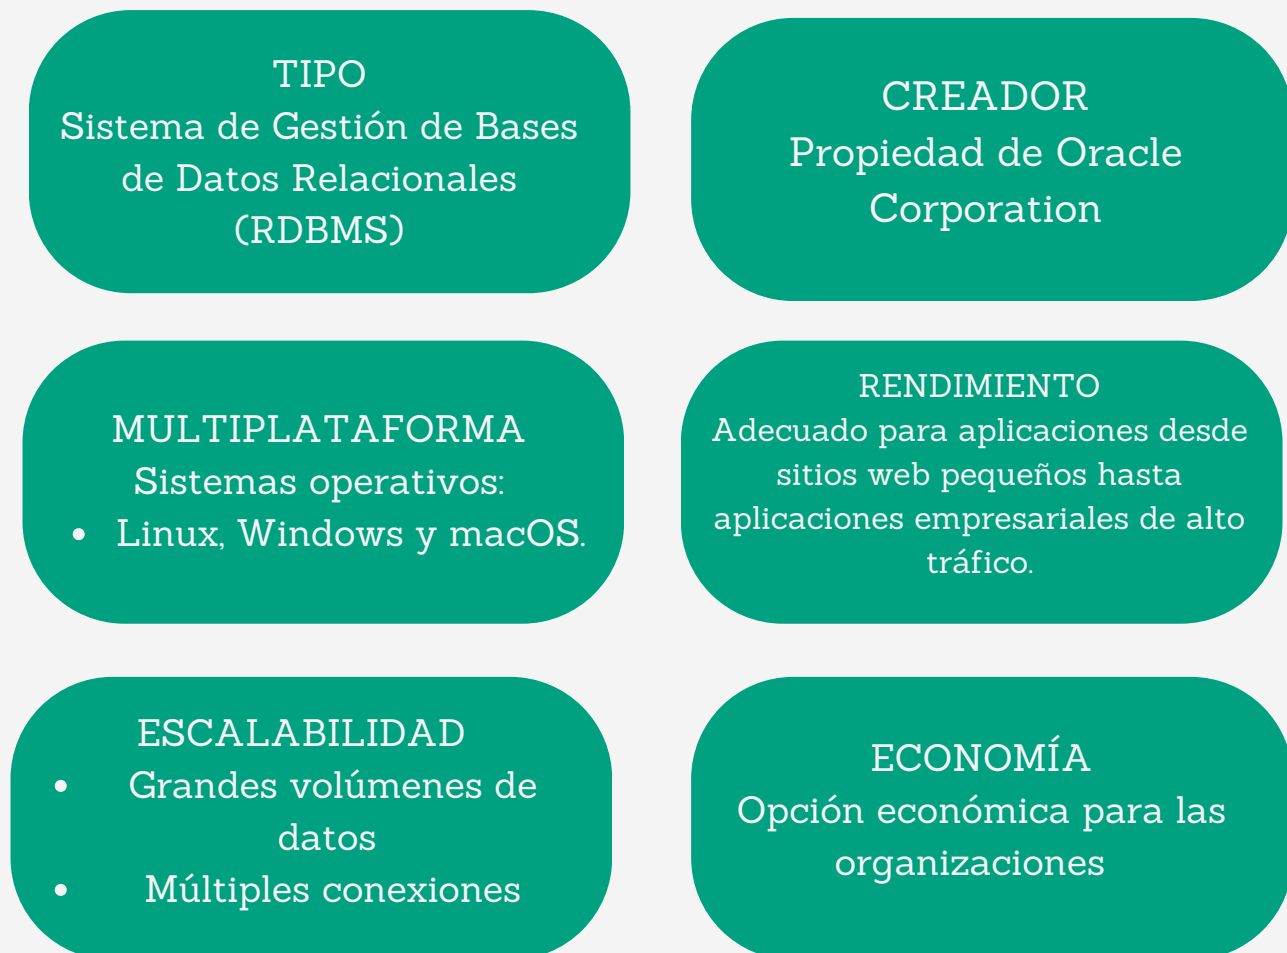 TIPO
Sistema de Gestión de Bases
de Datos Relacionales
(RDBMS)
CREADOR
Propiedad de Oracle
Corporation
MULTIPLATAFORMA
Sistemas operativos:
• Linux, Windows y macOS.
RENDIMIENTO
Adecuado para aplicaciones desde
sitios web pequeños hasta
aplicaciones empresariales de alto
tráfico.
ESCALABILIDAD
• Grandes volúmenes de
datos
• Múltiples conexiones
ECONOMÍA
Opción económica para las
organizaciones